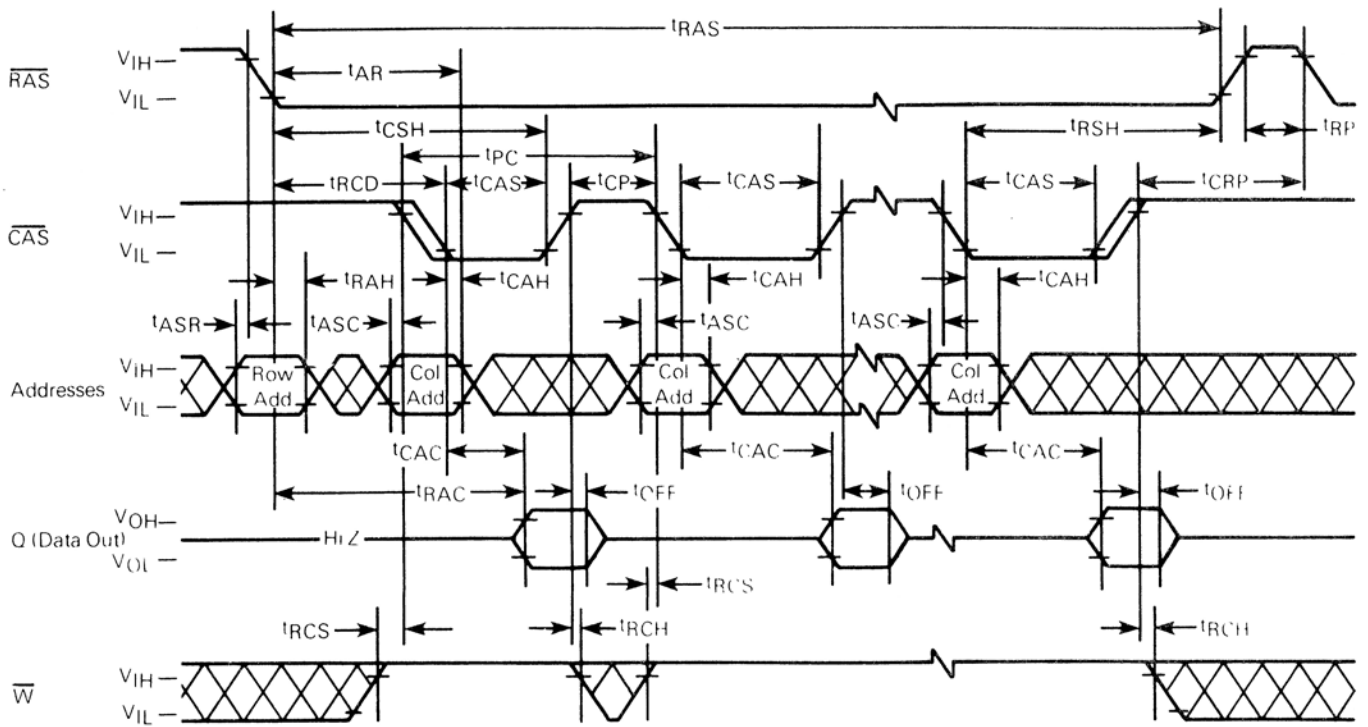 tRAS
VIH
tAR
RAS
VIL
tCSH
tRSH
tRP
tPC
tRCD
tCAS
tCP
tCAS
tCAS
tCRP
VIH
CAS
VIL
tRAH
tCAH
tCAH
tCAH
tASR
tASC
tASC
tASC
VIH
Addresses
VIL
Row Add
Col Add
Col Add
Col Add
tCAC
tCAC
tCAC
tRAC
tOFF
tOFF
tOFF
VOH
Q (Data Out)
Hi Z
VOL
tRCS
tRCS
tRCH
tRCH
VIH
W
VIL